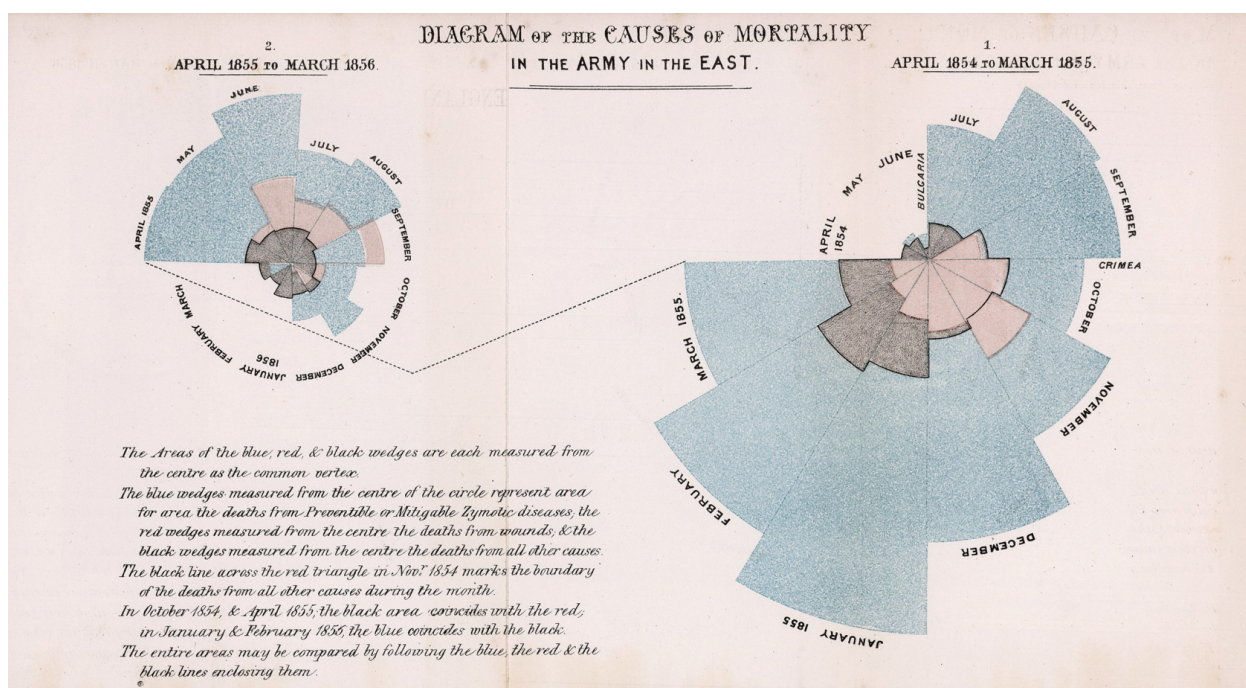 DIAGRAM OF THE CAUSES OF MORTALITY
IN THE ARMY IN THE EAST.
2.
APRIL 1855 TO MARCH 1856.
1.
APRIL 1854 TO MARCH 1855.
APRIL 1855
MAY
JUNE
JULY
AUGUST
SEPTEMBER
OCTOBER
NOVEMBER
DECEMBER
JANUARY
1856
FEBRUARY
MARCH
APRIL
1854
MAY
JUNE
BULGARIA
JULY
AUGUST
SEPTEMBER
CRIMEA
OCTOBER
NOVEMBER
DECEMBER
JANUARY 1855
FEBRUARY
MARCH 1855.
The Areas of the blue, red, & black wedges are each measured from
the centre as the common vertex.
The blue wedges measured from the centre of the circle represent area
for area the deaths from Preventible or Mitigable Zymotic diseases; the
red wedges measured from the centre the deaths from wounds; & the
black wedges measured from the centre the deaths from all other causes.
The black line across the red triangle in Nov.r 1854 marks the boundary
of the deaths from all other causes during the month.
In October 1854, & April 1855, the black area coincides with the red;
in January & February 1856, the blue coincides with the black.
The entire areas may be compared by following the blue, the red & the
black lines enclosing them.